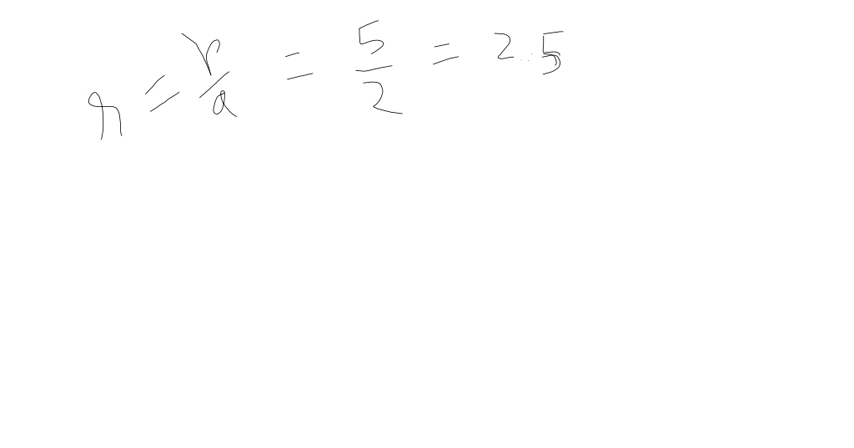 η = r/a = 5/2 = 2.5